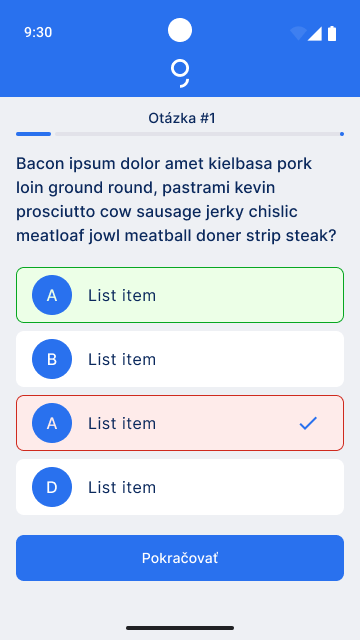 9:30
Otázka #1
Bacon ipsum dolor amet kielbasa pork
loin ground round, pastrami kevin
prosciutto cow sausage jerky chislic
meatloaf jowl meatball doner strip steak?
A List item
B List item
A List item
D List item
Pokračovať